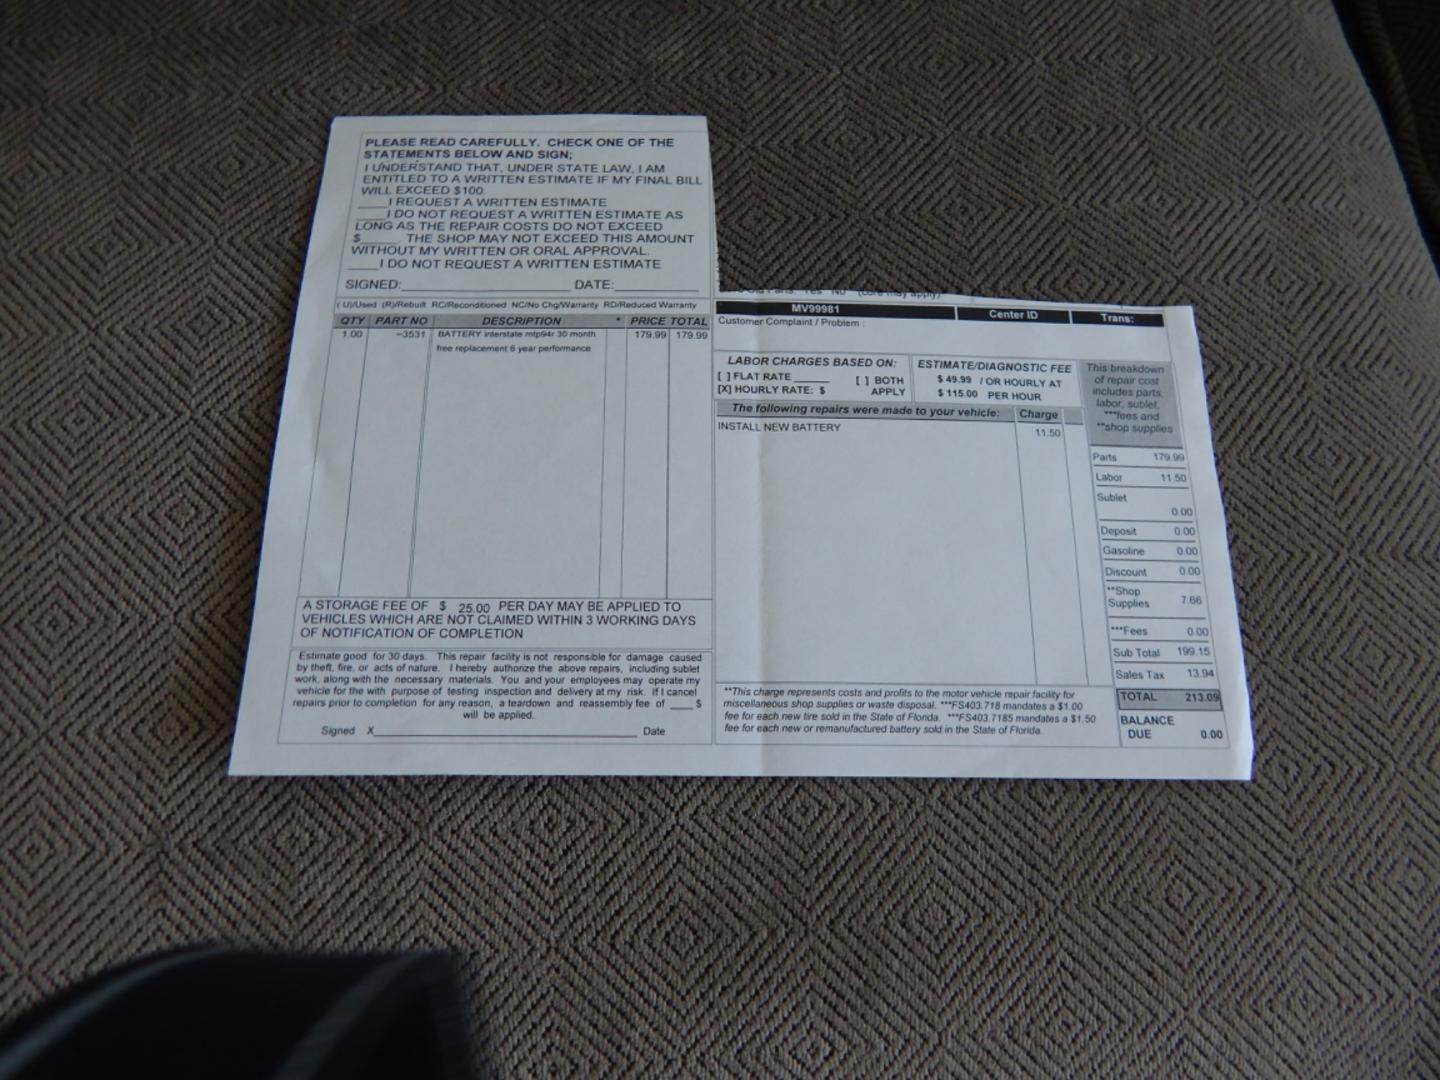 PLEASE READ CAREFULLY. CHECK ONE OF THE
STATEMENTS BELOW AND SIGN;
I UNDERSTAND THAT, UNDER STATE LAW, I AM
ENTITLED TO A WRITTEN ESTIMATE IF MY FINAL BILL
WILL EXCEED $100.
____I REQUEST A WRITTEN ESTIMATE
____I DO NOT REQUEST A WRITTEN ESTIMATE AS
LONG AS THE REPAIR COSTS DO NOT EXCEED
$_____. THE SHOP MAY NOT EXCEED THIS AMOUNT
WITHOUT MY WRITTEN OR ORAL APPROVAL.
____I DO NOT REQUEST A WRITTEN ESTIMATE
SIGNED:____________________ DATE:__________
( U)/Used (R)/Rebuilt RC/Reconditioned NC/No Chg/Warranty RD/Reduced Warranty
QTY PART NO DESCRIPTION * PRICE TOTAL
1.00 ~3531 BATTERY interstate mtp94r 30 month 179.99 179.99
free replacement 6 year performance
A STORAGE FEE OF $ 25.00 PER DAY MAY BE APPLIED TO
VEHICLES WHICH ARE NOT CLAIMED WITHIN 3 WORKING DAYS
OF NOTIFICATION OF COMPLETION
Estimate good for 30 days. This repair facility is not responsible for damage caused
by theft, fire, or acts of nature. I hereby authorize the above repairs, including sublet
work, along with the necessary materials. You and your employees may operate my
vehicle for the with purpose of testing inspection and delivery at my risk. If I cancel
repairs prior to completion for any reason, a teardown and reassembly fee of ____ $
will be applied.
Signed X______________________________ Date
Old Parts: Yes No (core may apply)
MV99981 Center ID Trans:
Customer Complaint / Problem :
LABOR CHARGES BASED ON:
[ ] FLAT RATE ______ [ ] BOTH
[X] HOURLY RATE: $ APPLY
ESTIMATE/DIAGNOSTIC FEE
$ 49.99 / OR HOURLY AT
$ 115.00 PER HOUR
The following repairs were made to your vehicle: Charge
INSTALL NEW BATTERY 11.50
**This charge represents costs and profits to the motor vehicle repair facility for
miscellaneous shop supplies or waste disposal. ***FS403.718 mandates a $1.00
fee for each new tire sold in the State of Florida. ***FS403.7185 mandates a $1.50
fee for each new or remanufactured battery sold in the State of Florida.
This breakdown
of repair cost
includes parts,
labor, sublet,
***fees and
**shop supplies
Parts 179.99
Labor 11.50
Sublet
0.00
Deposit 0.00
Gasoline 0.00
Discount 0.00
**Shop
Supplies 7.66
***Fees 0.00
Sub Total 199.15
Sales Tax 13.94
TOTAL 213.09
BALANCE
DUE 0.00